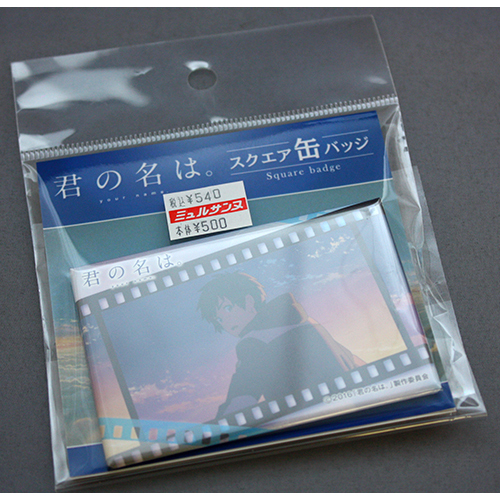 君の名は。
your name.
スクエア缶バッジ
Square badge
税込¥540
ミュルサンヌ
本体¥500
君の名は。
©2016「君の名は。」製作委員会